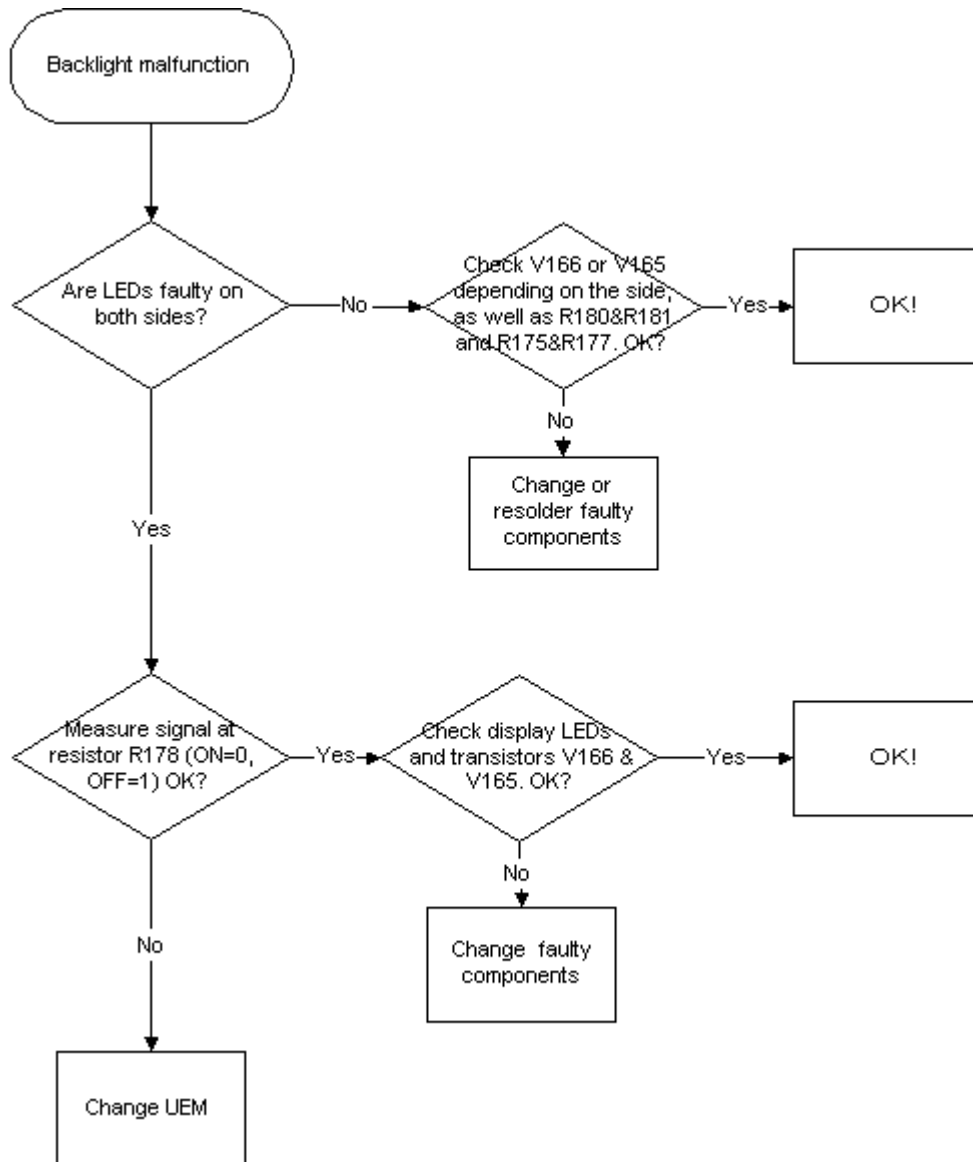 Backlight malfunction
Are LEDs faulty on
both sides?
No
Check V166 or V165
depending on the side,
as well as R180&R181
and R175&R177. OK?
Yes
OK!
No
Change or
resolder faulty
components
Yes
Measure signal at
resistor R178 (ON=0,
OFF=1) OK?
Yes
Check display LEDs
and transistors V166 &
V165. OK?
Yes
OK!
No
Change faulty
components
No
Change UEM